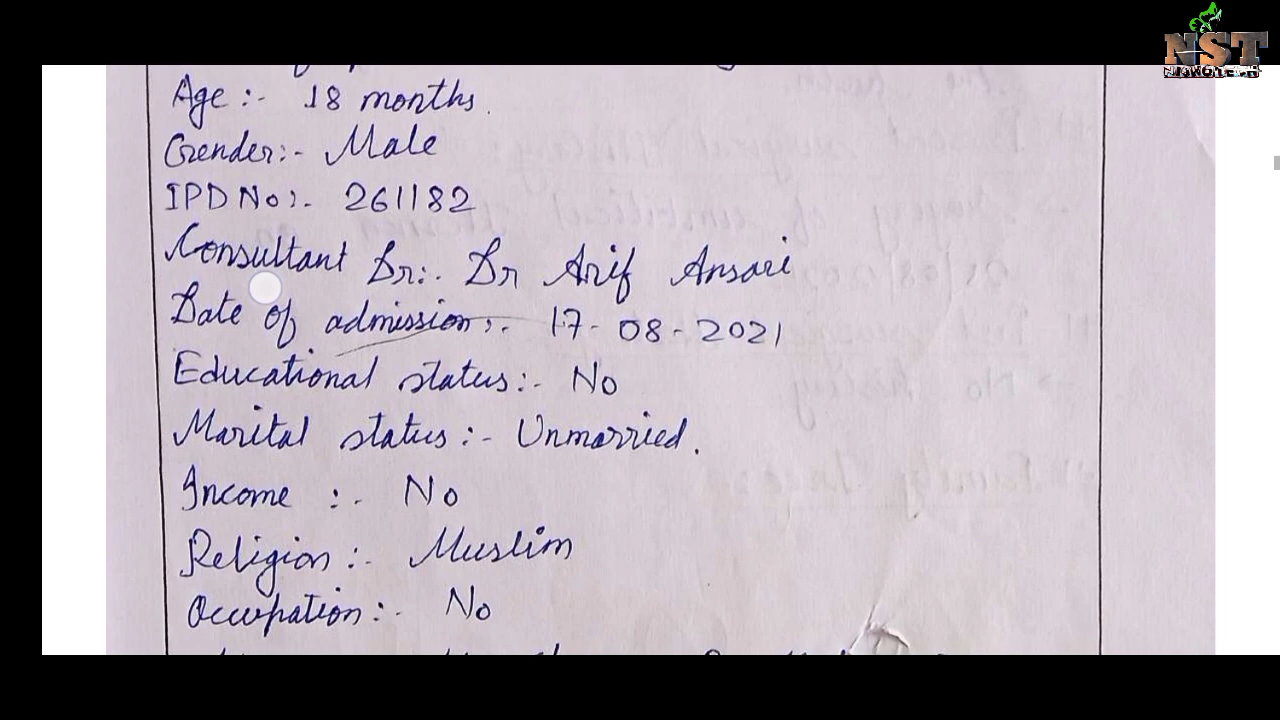 NST
Age :- 18 months.
Gender:- Male
IPD No:- 261182
Consultant Dr:- Dr Arif Ansari
Date of admission:- 17-08-2021
Educational status:- No
Marital status:- Unmarried.
Income :- No
Religion:- Muslim
Occupation:- No